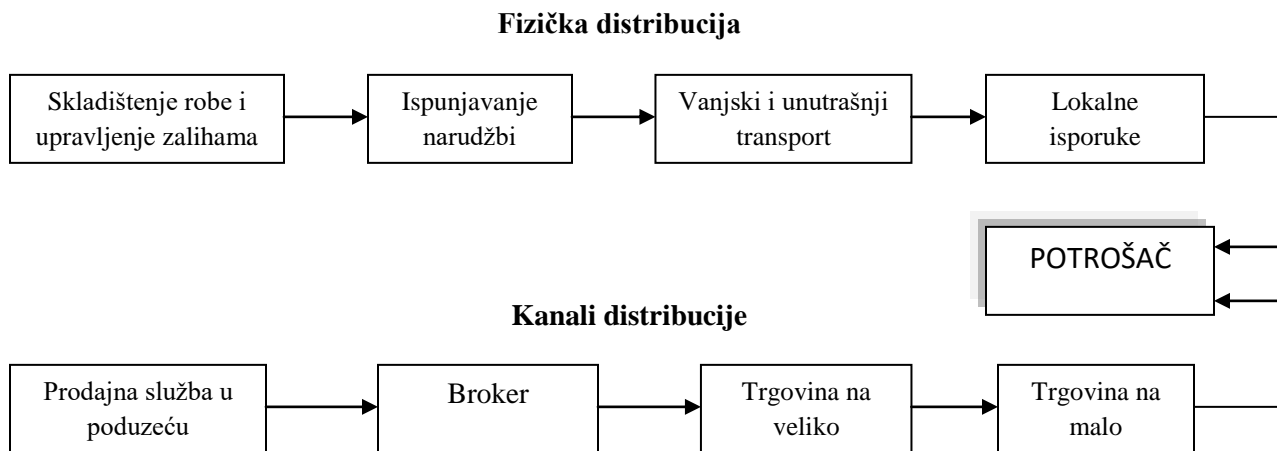 Fizička distribucija
Skladištenje robe i
upravljenje zalihama
Ispunjavanje
narudžbi
Vanjski i unutrašnji
transport
Lokalne
isporuke
POTROŠAČ
Kanali distribucije
Prodajna služba u
poduzeću
Broker
Trgovina na
veliko
Trgovina na
malo